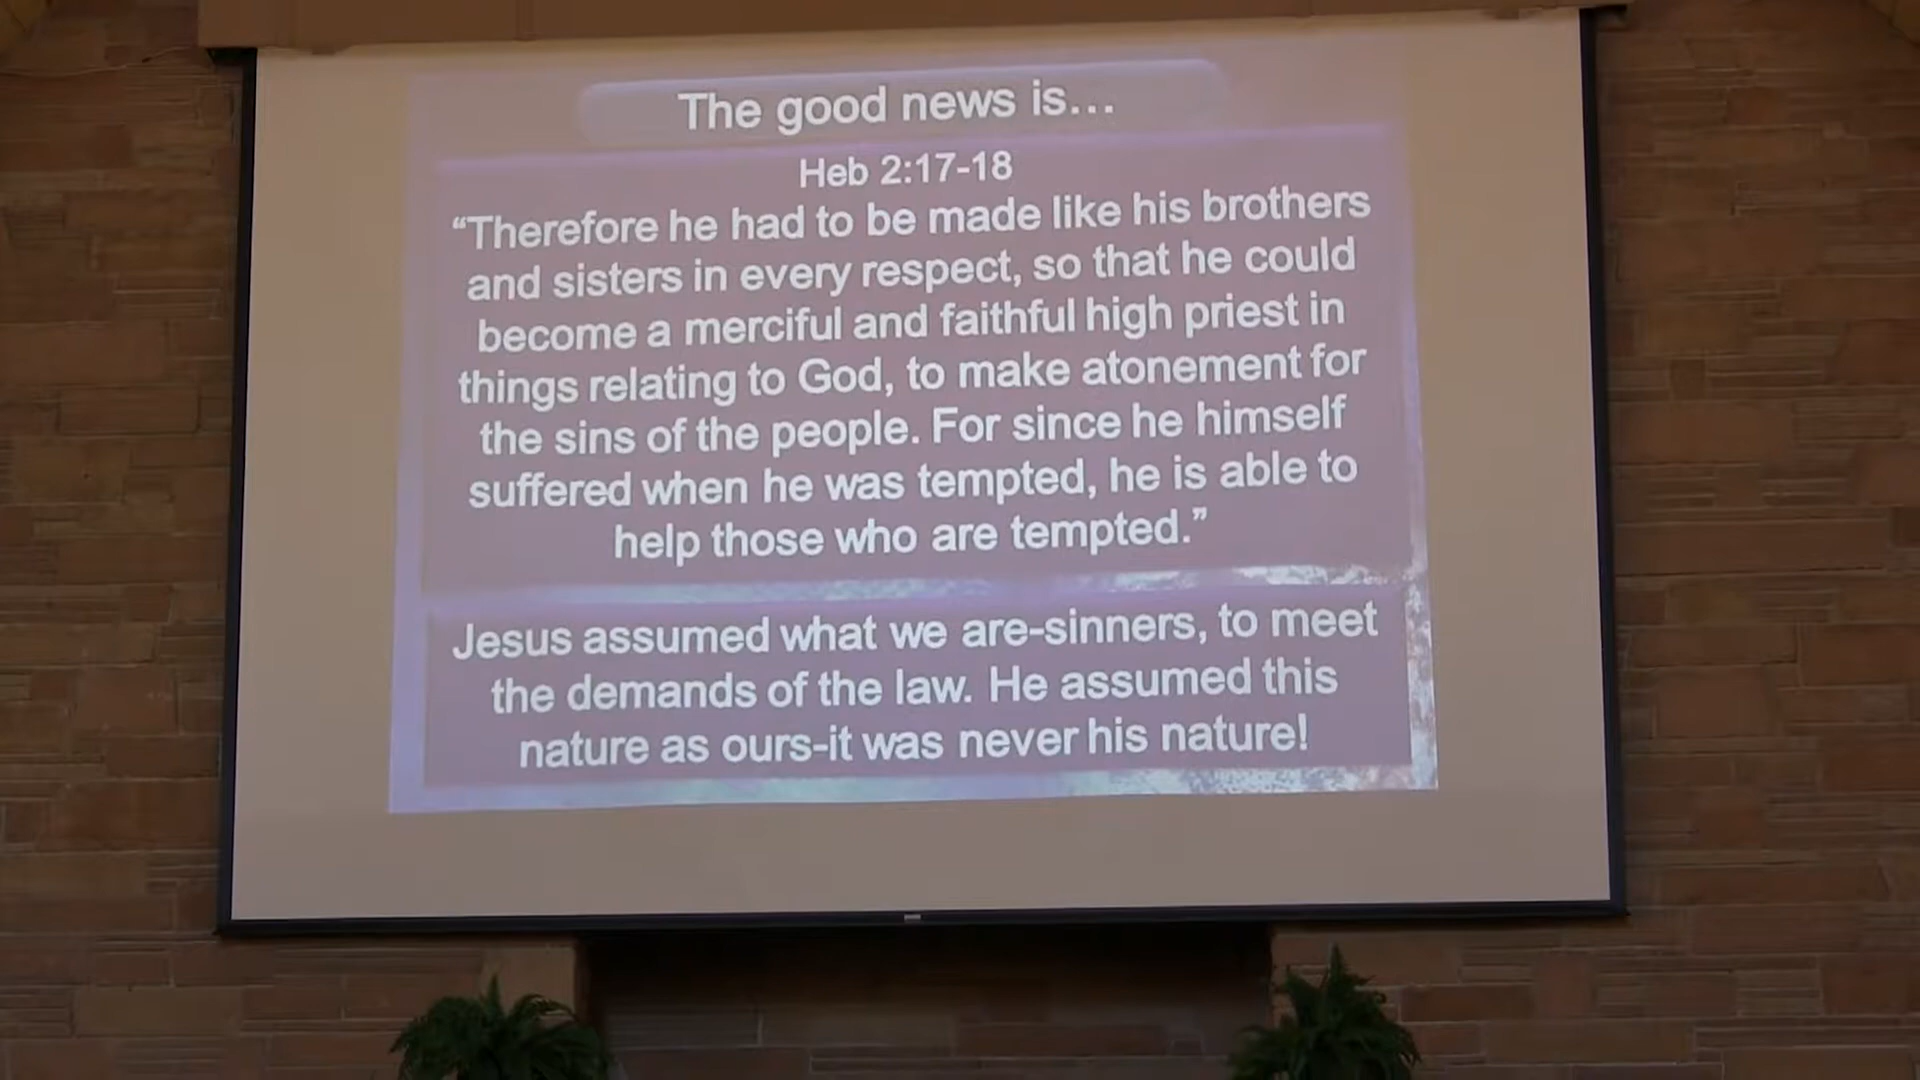 The good news is...
Heb 2:17-18
“Therefore he had to be made like his brothers
and sisters in every respect, so that he could
become a merciful and faithful high priest in
things relating to God, to make atonement for
the sins of the people. For since he himself
suffered when he was tempted, he is able to
help those who are tempted.”
Jesus assumed what we are-sinners, to meet
the demands of the law. He assumed this
nature as ours-it was never his nature!